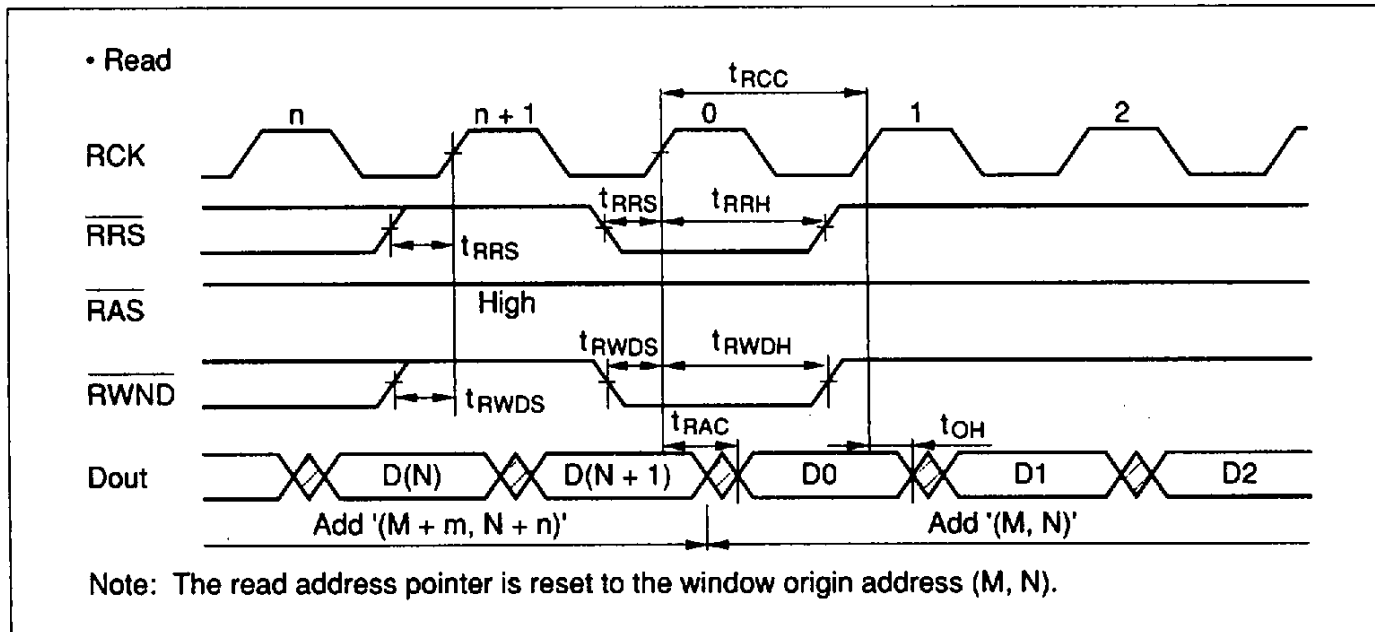 • Read
tRCC
n n + 1 0 1 2
RCK
tRRS tRRH
RRS
tRRS
RAS
High
tRWDS tRWDH
RWND
tRWDS
tRAC tOH
Dout D(N) D(N + 1) D0 D1 D2
Add '(M + m, N + n)' Add '(M, N)'
Note: The read address pointer is reset to the window origin address (M, N).